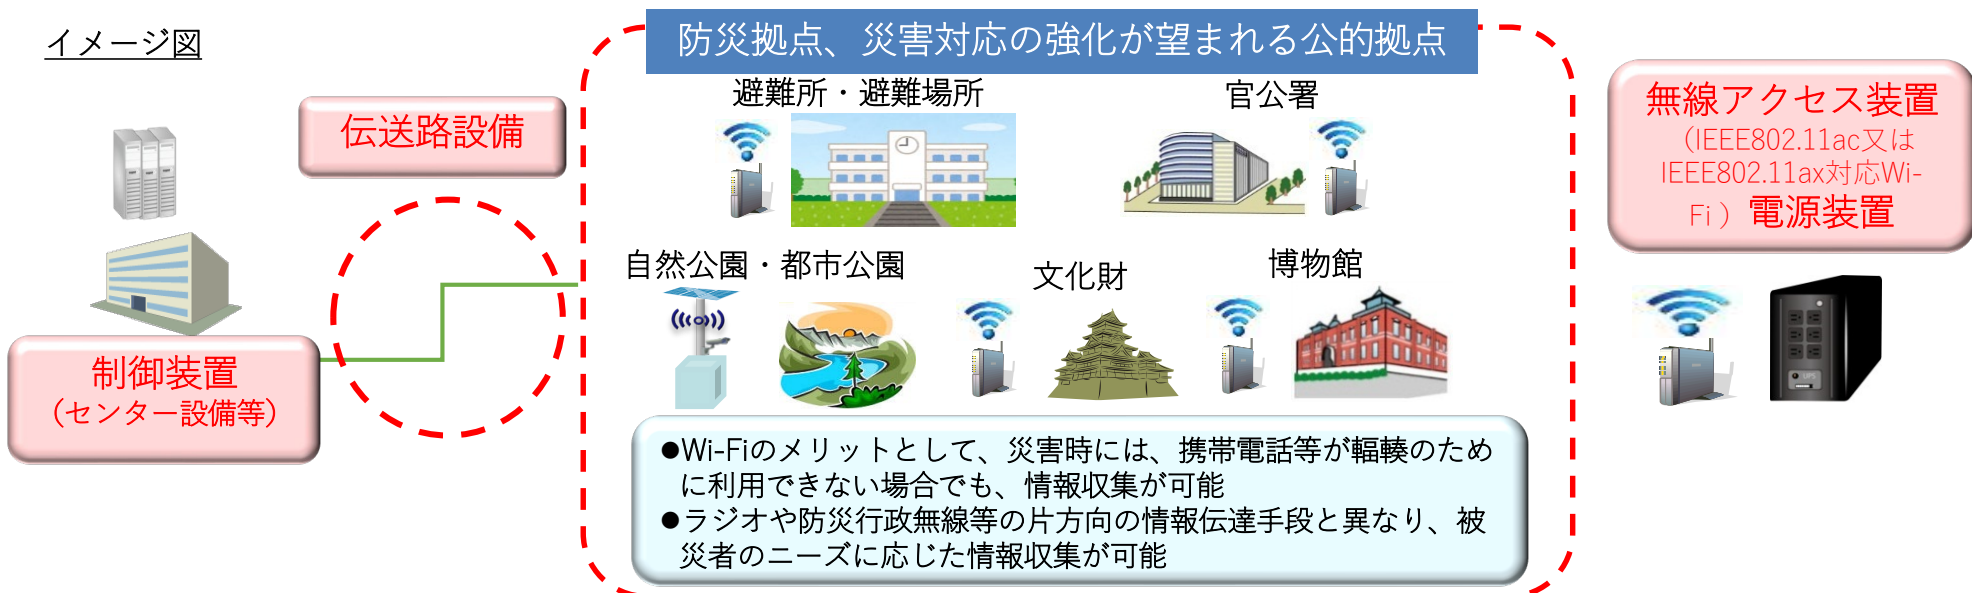 イメージ図
防災拠点、災害対応の強化が望まれる公的拠点
伝送路設備
避難所・避難場所
官公署
無線アクセス装置
（IEEE802.11ac又は
IEEE802.11ax対応Wi-
Fi ）電源装置
自然公園・都市公園
文化財
博物館
制御装置
（センター設備等）
UPS
●Wi-Fiのメリットとして、災害時には、携帯電話等が輻輳のため
に利用できない場合でも、情報収集が可能
●ラジオや防災行政無線等の片方向の情報伝達手段と異なり、被
災者のニーズに応じた情報収集が可能